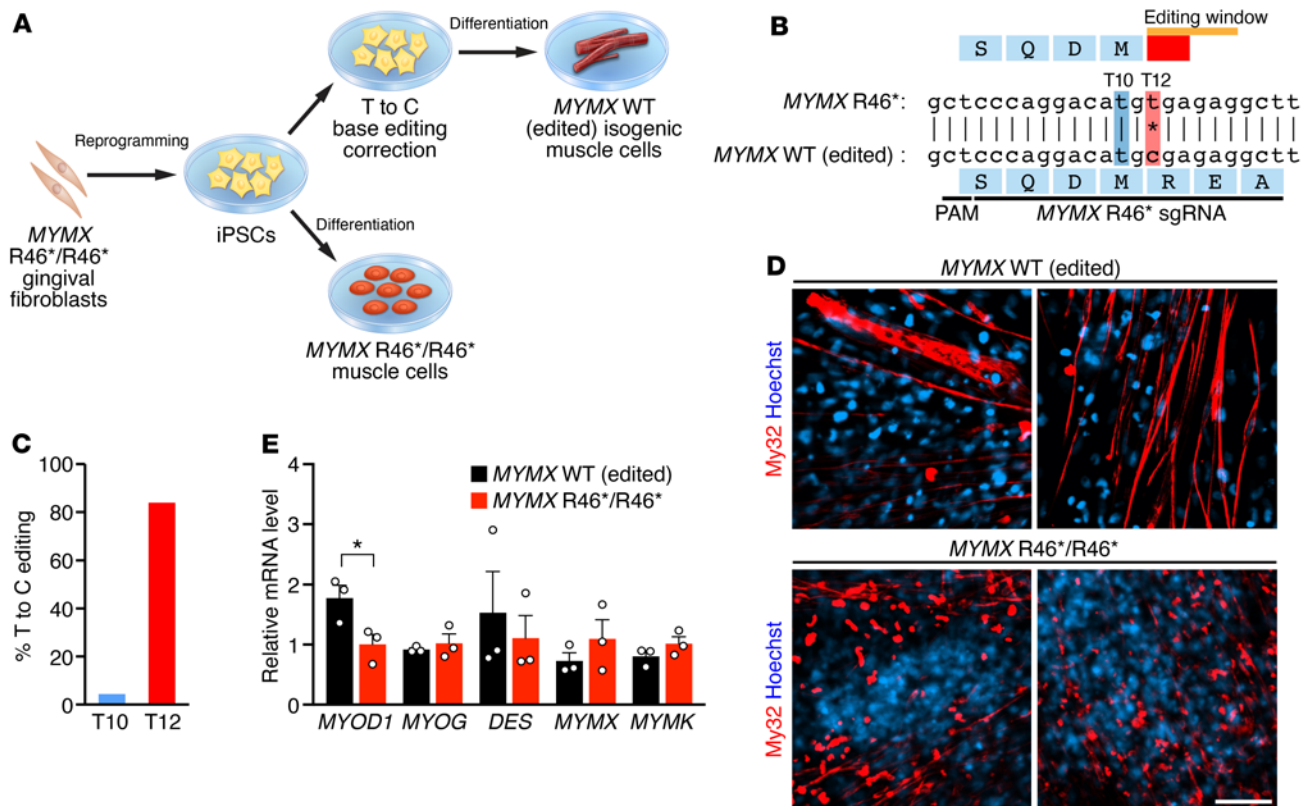 A
Reprogramming
MYMX
R46*/R46*
gingival
fibroblasts
iPSCs
T to C
base editing
correction
Differentiation
MYMX WT
(edited) isogenic
muscle cells
Differentiation
MYMX R46*/R46*
muscle cells
B
Editing window
S Q D M
T10 T12
MYMX R46*: gctcccaggacatgtgagaggctt
*
MYMX WT (edited) : gctcccaggacatgcgagaggctt
S Q D M R E A
PAM MYMX R46* sgRNA
C
% T to C editing
100
80
60
40
20
0
T10 T12
E
Relative mRNA level
4
3
2
1
0
MYMX WT (edited)
MYMX R46*/R46*
*
MYOD1 MYOG DES MYMX MYMK
D
MYMX WT (edited)
My32 Hoechst
MYMX R46*/R46*
My32 Hoechst